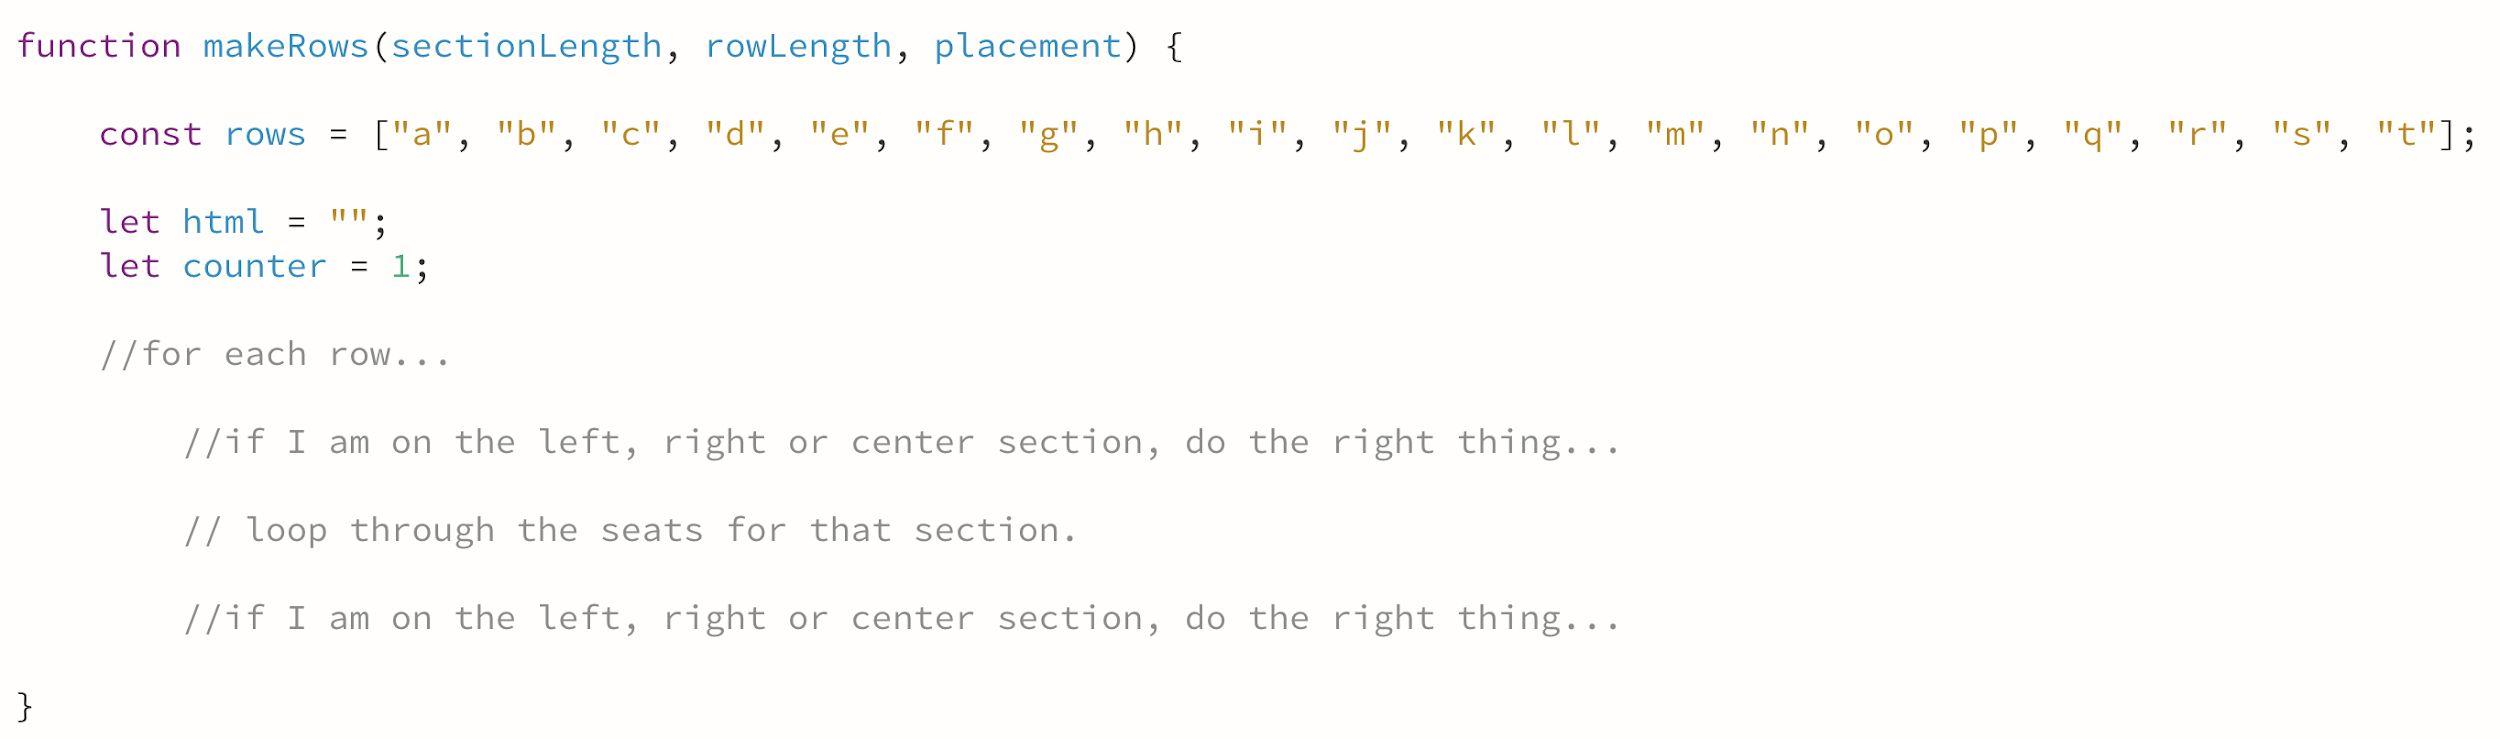 function makeRows(sectionLength, rowLength, placement) {
const rows = ["a", "b", "c", "d", "e", "f", "g", "h", "i", "j", "k", "l", "m", "n", "o", "p", "q", "r", "s", "t"];
let html = "";
let counter = 1;
//for each row...
//if I am on the left, right or center section, do the right thing...
// loop through the seats for that section.
//if I am on the left, right or center section, do the right thing...
}